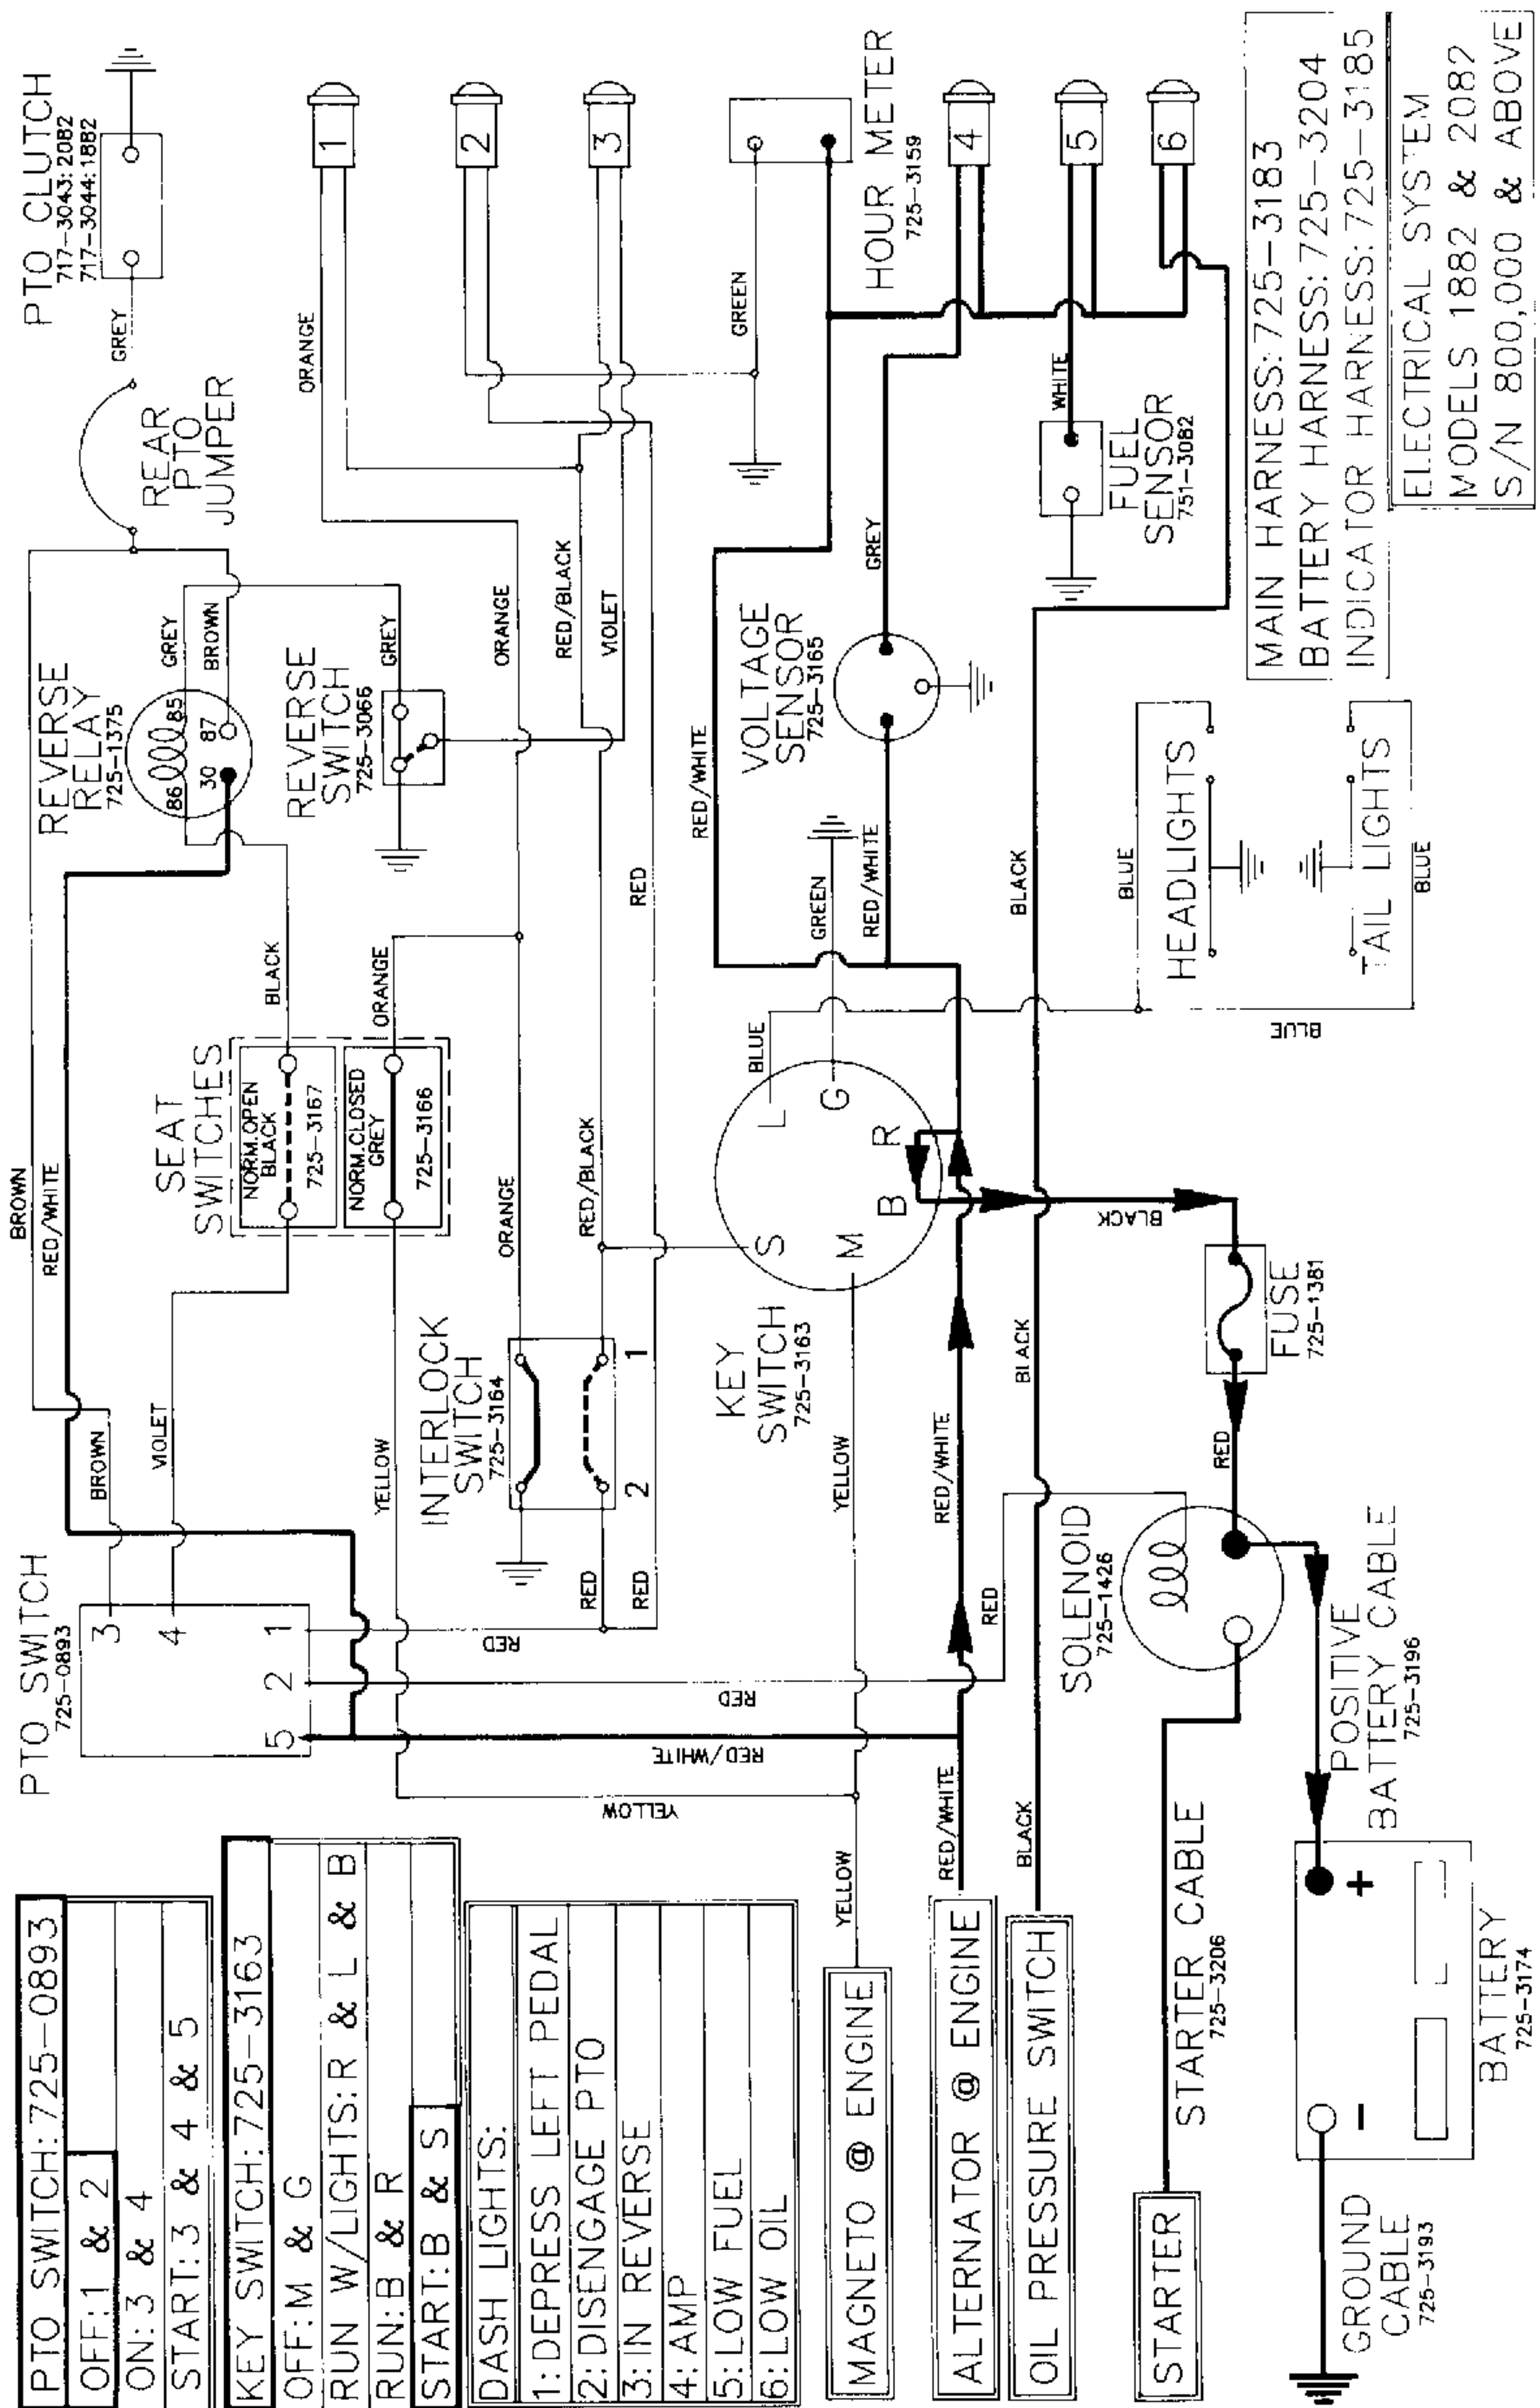 PTO SWITCH: 725-0893
OFF: 1 & 2
ON: 3 & 4
START: 3 & 4 & 5
KEY SWITCH: 725-3163
OFF: M & G
RUN W/LIGHTS: R & L & B
RUN: B & R
START: B & S
DASH LIGHTS:
1: DEPRESS LEFT PEDAL
2: DISENGAGE PTO
3: IN REVERSE
4: AMP
5: LOW FUEL
6: LOW OIL
MAGNETO @ ENGINE
ALTERNATOR @ ENGINE
OIL PRESSURE SWITCH
STARTER
GROUND
CABLE
725-3193
BATTERY
725-3174
-
+
STARTER CABLE
725-3206
POSITIVE
BATTERY CABLE
725-3196
SOLENOID
725-1426
RED
RED
FUSE
725-1381
BLACK
YELLOW
RED/WHITE
BLACK
YELLOW
RED/WHITE
RED
RED
PTO SWITCH
725-0893
3
4
1
2
5
BROWN
VIOLET
YELLOW
RED
RED
INTERLOCK
SWITCH
725-3164
2
1
YELLOW
RED/WHITE
BLACK
KEY
SWITCH
725-3163
S
M
B
R
L
G
BROWN
RED/WHITE
SEAT
SWITCHES
NORM.OPEN
BLACK
725-3167
NORM.CLOSED
GREY
725-3166
BLACK
ORANGE
ORANGE
RED/BLACK
BLUE
GREEN
RED/WHITE
RED/WHITE
RED
BLACK
BLUE
BLUE
BLUE
HEADLIGHTS
TAIL LIGHTS
REVERSE
RELAY
725-1375
86
85
30
87
GREY
BROWN
REVERSE
SWITCH
725-3066
GREY
ORANGE
RED/BLACK
VIOLET
VOLTAGE
SENSOR
725-3165
GREY
FUEL
SENSOR
751-3082
WHITE
REAR
PTO
JUMPER
GREY
PTO CLUTCH
717-3043: 2082
717-3044: 1882
ORANGE
GREEN
HOUR METER
725-3159
1
2
3
4
5
6
MAIN HARNESS: 725-3183
BATTERY HARNESS: 725-3204
INDICATOR HARNESS: 725-3185
ELECTRICAL SYSTEM
MODELS 1882 & 2082
S/N 800,000 & ABOVE